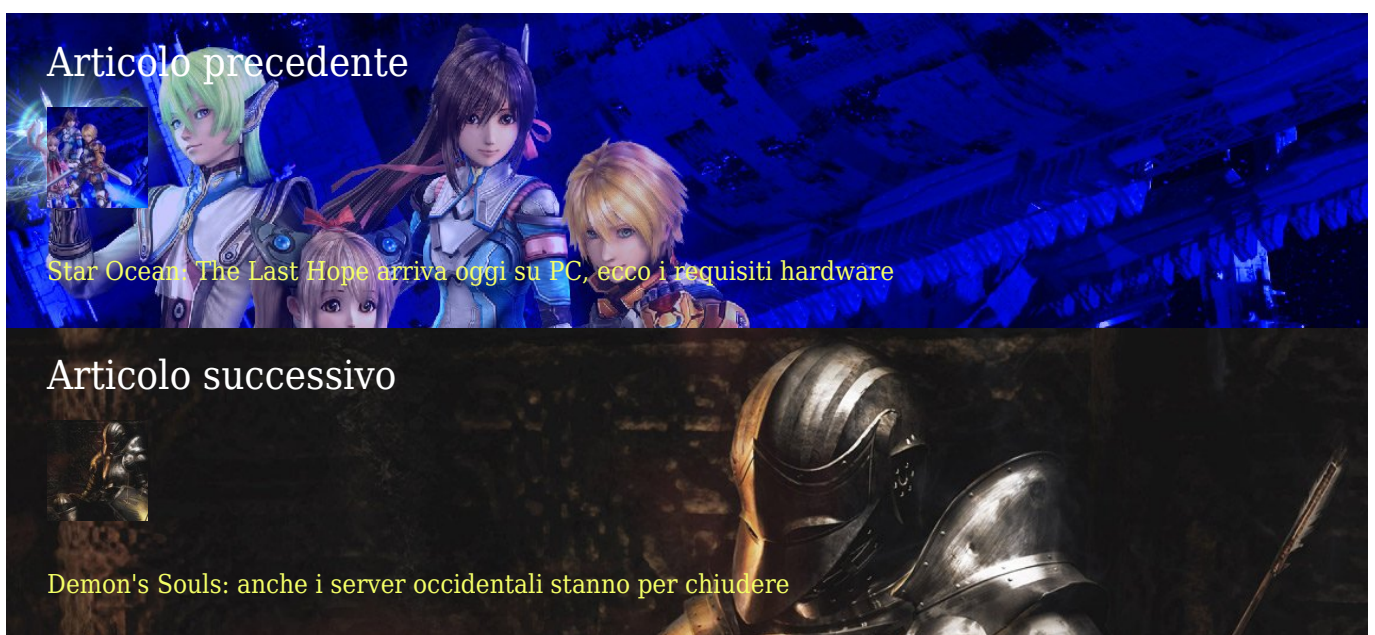 Articolo precedente
Star Ocean: The Last Hope arriva oggi su PC, ecco i requisiti hardware
Articolo successivo
Demon's Souls: anche i server occidentali stanno per chiudere